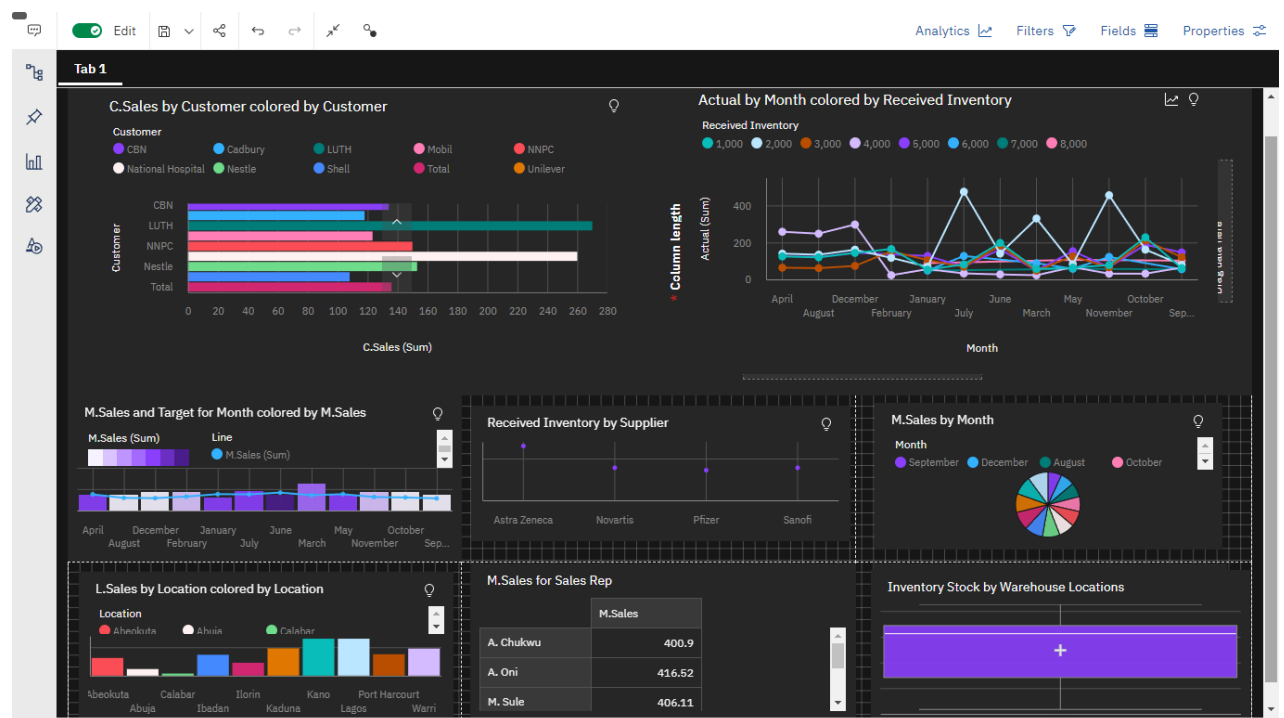 Edit
Analytics
Filters
Fields
Properties
Tab 1
C.Sales by Customer colored by Customer
Customer
CBN
Cadbury
LUTH
Mobil
NNPC
National Hospital
Nestle
Shell
Total
Unilever
Customer
CBN
LUTH
NNPC
Nestle
Total
0 20 40 60 80 100 120 140 160 180 200 220 240 260 280
C.Sales (Sum)
Actual by Month colored by Received Inventory
Received Inventory
1,000 2,000 3,000 4,000 5,000 6,000 7,000 8,000
* Column length
Actual (Sum)
400
200
0
April December January June May October
August February July March November Sep...
Month
M.Sales and Target for Month colored by M.Sales
M.Sales (Sum)
Line
M.Sales (Sum)
April December January June May October
August February July March November Sep...
Received Inventory by Supplier
Astra Zeneca Novartis Pfizer Sanofi
M.Sales by Month
Month
September December August October
L.Sales by Location colored by Location
Location
Abeokuta Abuja Calabar
Abeokuta Calabar Ilorin Kano Port Harcourt
Abuja Ibadan Kaduna Lagos Warri
M.Sales for Sales Rep
M.Sales
A. Chukwu 400.9
A. Oni 416.52
M. Sule 406.11
Inventory Stock by Warehouse Locations